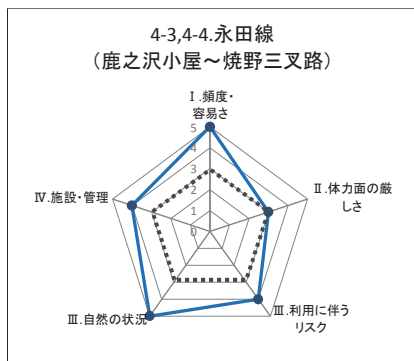 4-3,4-4.永田線
(鹿之沢小屋～焼野三叉路)
Ⅰ.頻度・
容易さ
5
4
3
2
1
0
Ⅱ.体力面の厳
しさ
Ⅲ.利用に伴う
リスク
Ⅲ.自然の状況
Ⅳ.施設・管理